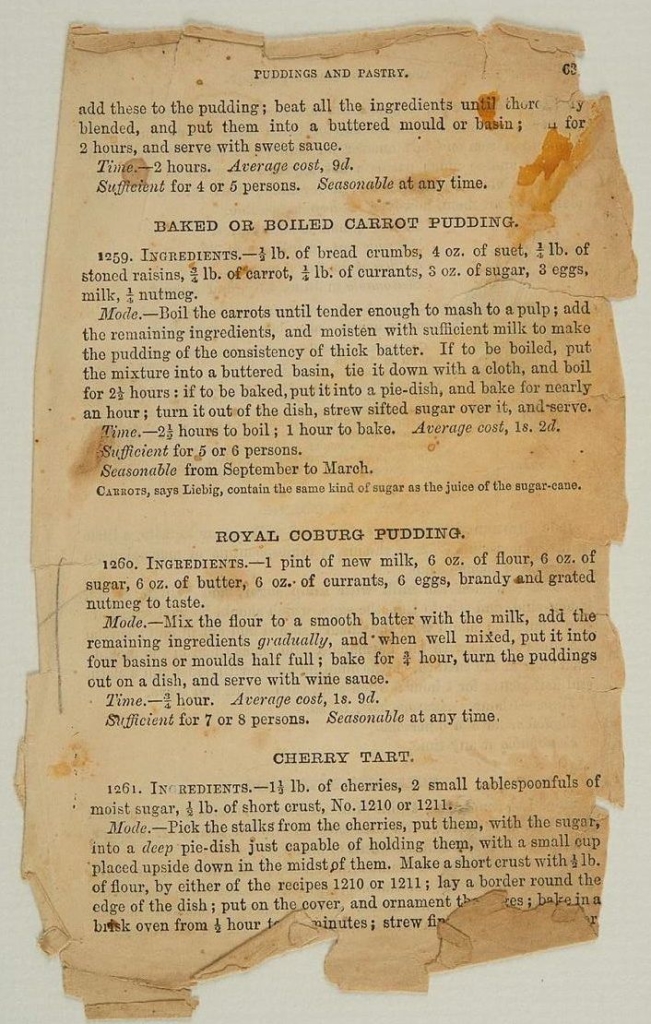 PUDDINGS AND PASTRY. 63
add these to the pudding; beat all the ingredients until
blended, and put them into a buttered mould or basin; for
2 hours, and serve with sweet sauce.
Time.—2 hours. Average cost, 9d.
Sufficient for 4 or 5 persons. Seasonable at any time.
BAKED OR BOILED CARROT PUDDING.
1259. INGREDIENTS.—½ lb. of bread crumbs, 4 oz. of suet, ¼ lb. of
stoned raisins, ¾ lb. of carrot, ¼ lb. of currants, 3 oz. of sugar, 3 eggs,
milk, ¼ nutmeg.
Mode.—Boil the carrots until tender enough to mash to a pulp; add
the remaining ingredients, and moisten with sufficient milk to make
the pudding of the consistency of thick batter. If to be boiled, put
the mixture into a buttered basin, tie it down with a cloth, and boil
for 2½ hours: if to be baked, put it into a pie-dish, and bake for nearly
an hour; turn it out of the dish, strew sifted sugar over it, and serve.
Time.—2½ hours to boil; 1 hour to bake. Average cost, 1s. 2d.
Sufficient for 5 or 6 persons.
Seasonable from September to March.
CARROTS, says Liebig, contain the same kind of sugar as the juice of the sugar-cane.
ROYAL COBURG PUDDING.
1260. INGREDIENTS.—1 pint of new milk, 6 oz. of flour, 6 oz. of
sugar, 6 oz. of butter, 6 oz. of currants, 6 eggs, brandy and grated
nutmeg to taste.
Mode.—Mix the flour to a smooth batter with the milk, add the
remaining ingredients gradually, and when well mixed, put it into
four basins or moulds half full; bake for ¾ hour, turn the puddings
out on a dish, and serve with wine sauce.
Time.—¾ hour. Average cost, 1s. 9d.
Sufficient for 7 or 8 persons. Seasonable at any time.
CHERRY TART.
1261. INGREDIENTS.—1½ lb. of cherries, 2 small tablespoonfuls of
moist sugar, ½ lb. of short crust, No. 1210 or 1211.
Mode.—Pick the stalks from the cherries, put them, with the sugar,
into a deep pie-dish just capable of holding them, with a small cup
placed upside down in the midst of them. Make a short crust with ½ lb.
of flour, by either of the recipes 1210 or 1211; lay a border round the
edge of the dish; put on the cover, and ornament ; bake in a
brisk oven from ½ hour minutes; strew